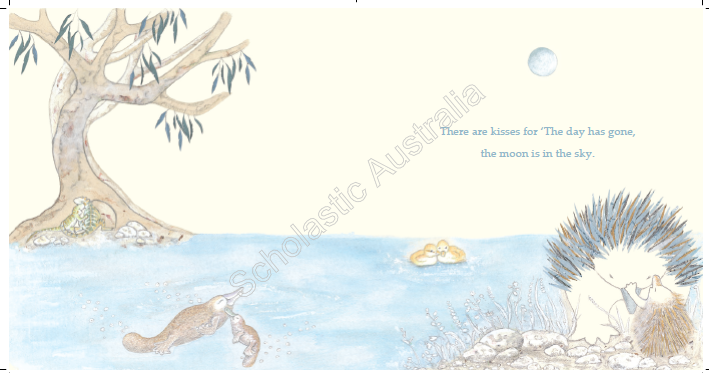 There are kisses for ‘The day has gone,
the moon is in the sky.
Scholastic Australia